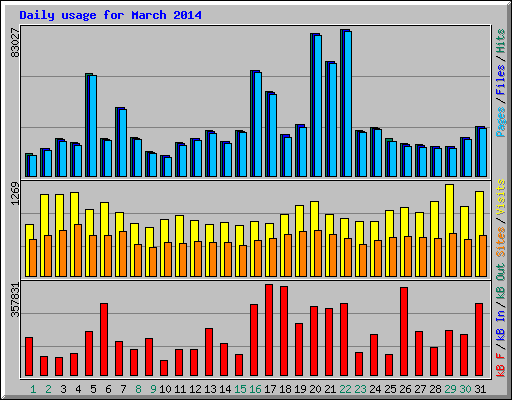 Daily usage for March 2014
83027
Pages / Files / Hits
1269
Sites / Visits
357831
kB F / kB In / kB Out
1 2 3 4 5 6 7 8 9 10 11 12 13 14 15 16 17 18 19 20 21 22 23 24 25 26 27 28 29 30 31